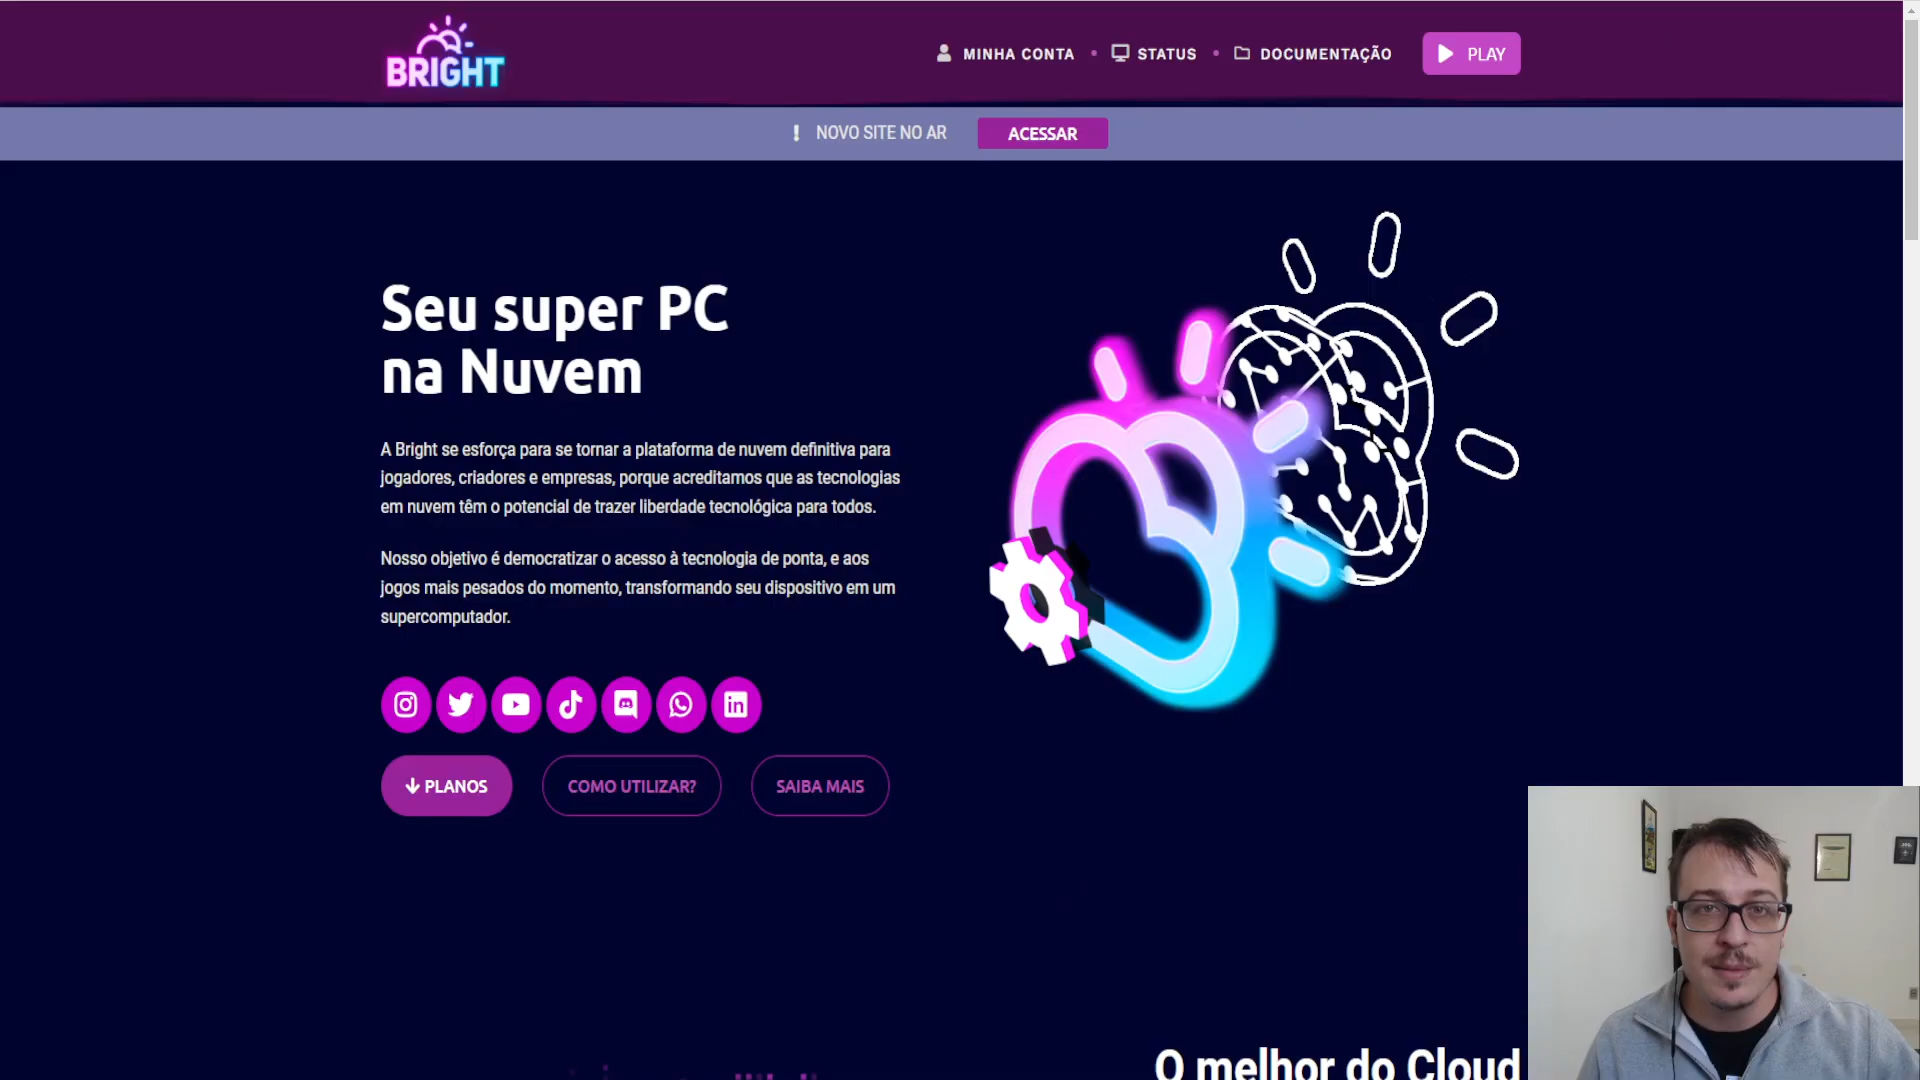 BRIGHT
MINHA CONTA • STATUS • DOCUMENTAÇÃO
PLAY
! NOVO SITE NO AR
ACESSAR
Seu super PC
na Nuvem
A Bright se esforça para se tornar a plataforma de nuvem definitiva para
jogadores, criadores e empresas, porque acreditamos que as tecnologias
em nuvem têm o potencial de trazer liberdade tecnológica para todos.
Nosso objetivo é democratizar o acesso à tecnologia de ponta, e aos
jogos mais pesados do momento, transformando seu dispositivo em um
supercomputador.
PLANOS
COMO UTILIZAR?
SAIBA MAIS
O melhor do Cloud